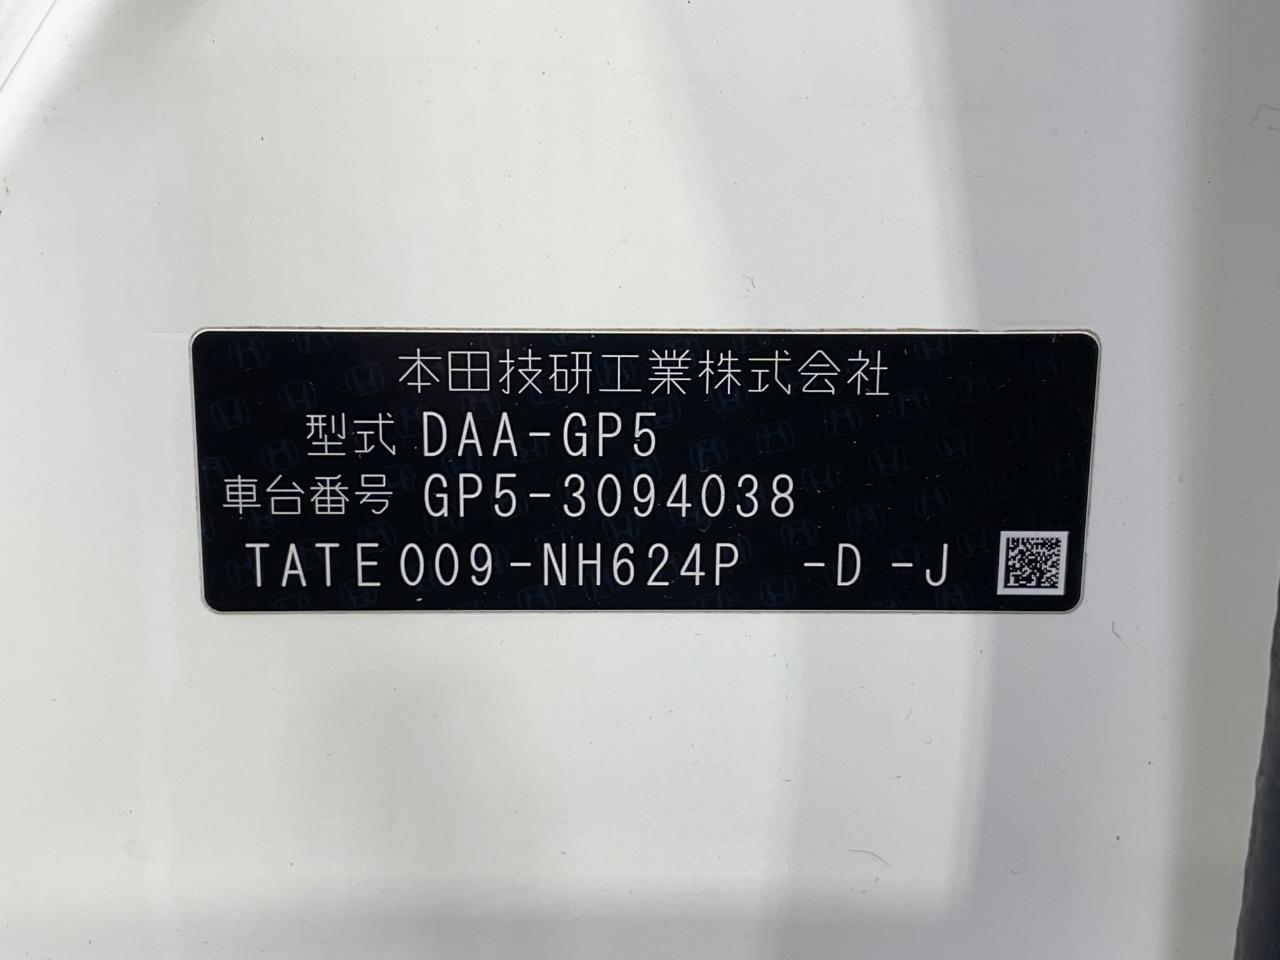 本田技研工業株式会社
型式 DAA-GP5
車台番号 GP5-3094038
TATE009-NH624P -D -J